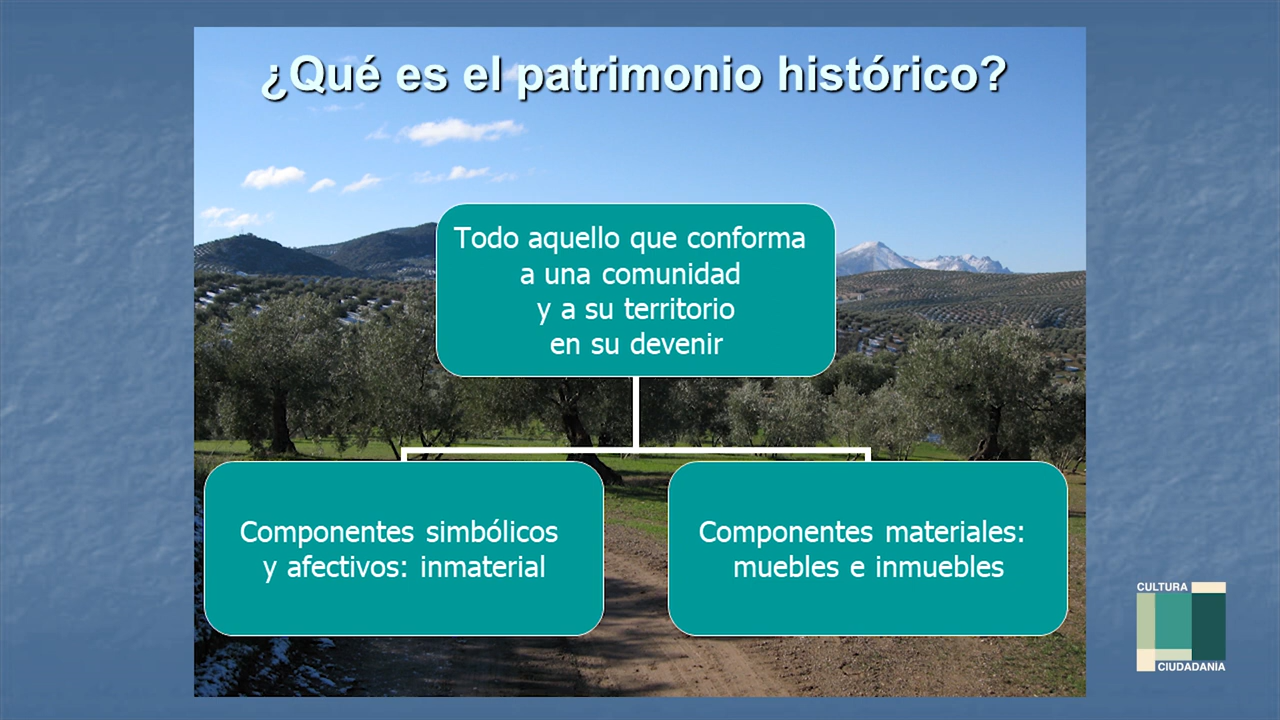 ¿Qué es el patrimonio histórico?
Todo aquello que conforma
a una comunidad
y a su territorio
en su devenir
Componentes simbólicos
y afectivos: inmaterial
Componentes materiales:
muebles e inmuebles
CULTURA
CIUDADANÍA